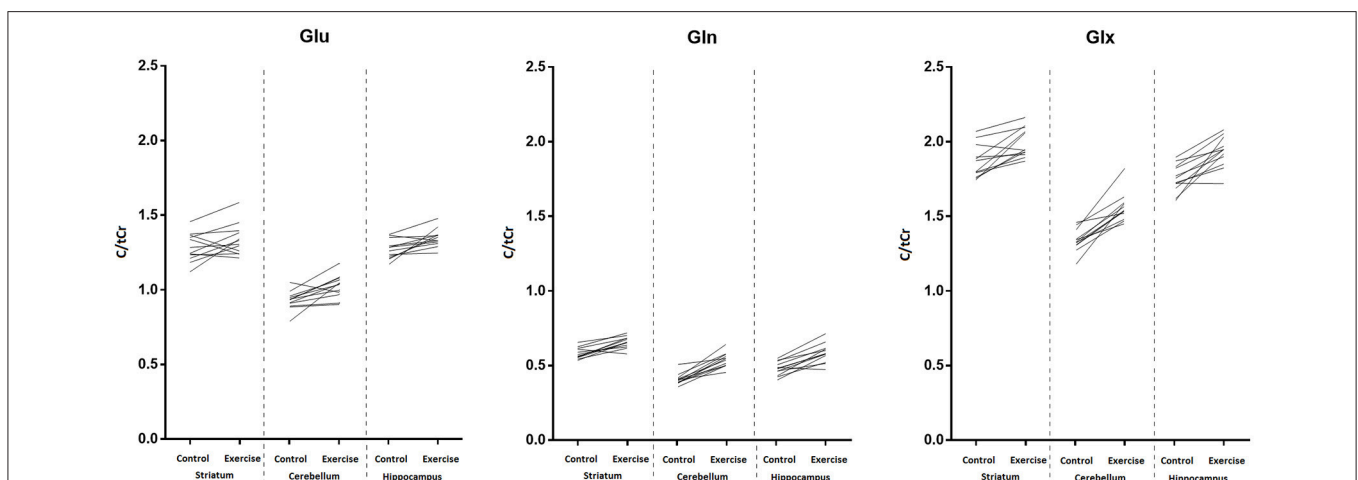 Glu
2.5
2.0
1.5
1.0
0.5
0.0
C/tCr
Control Exercise Control Exercise Control Exercise
Striatum Cerebellum Hippocampus
Gln
2.5
2.0
1.5
1.0
0.5
0.0
C/tCr
Control Exercise Control Exercise Control Exercise
Striatum Cerebellum Hippocampus
Glx
2.5
2.0
1.5
1.0
0.5
0.0
C/tCr
Control Exercise Control Exercise Control Exercise
Striatum Cerebellum Hippocampus